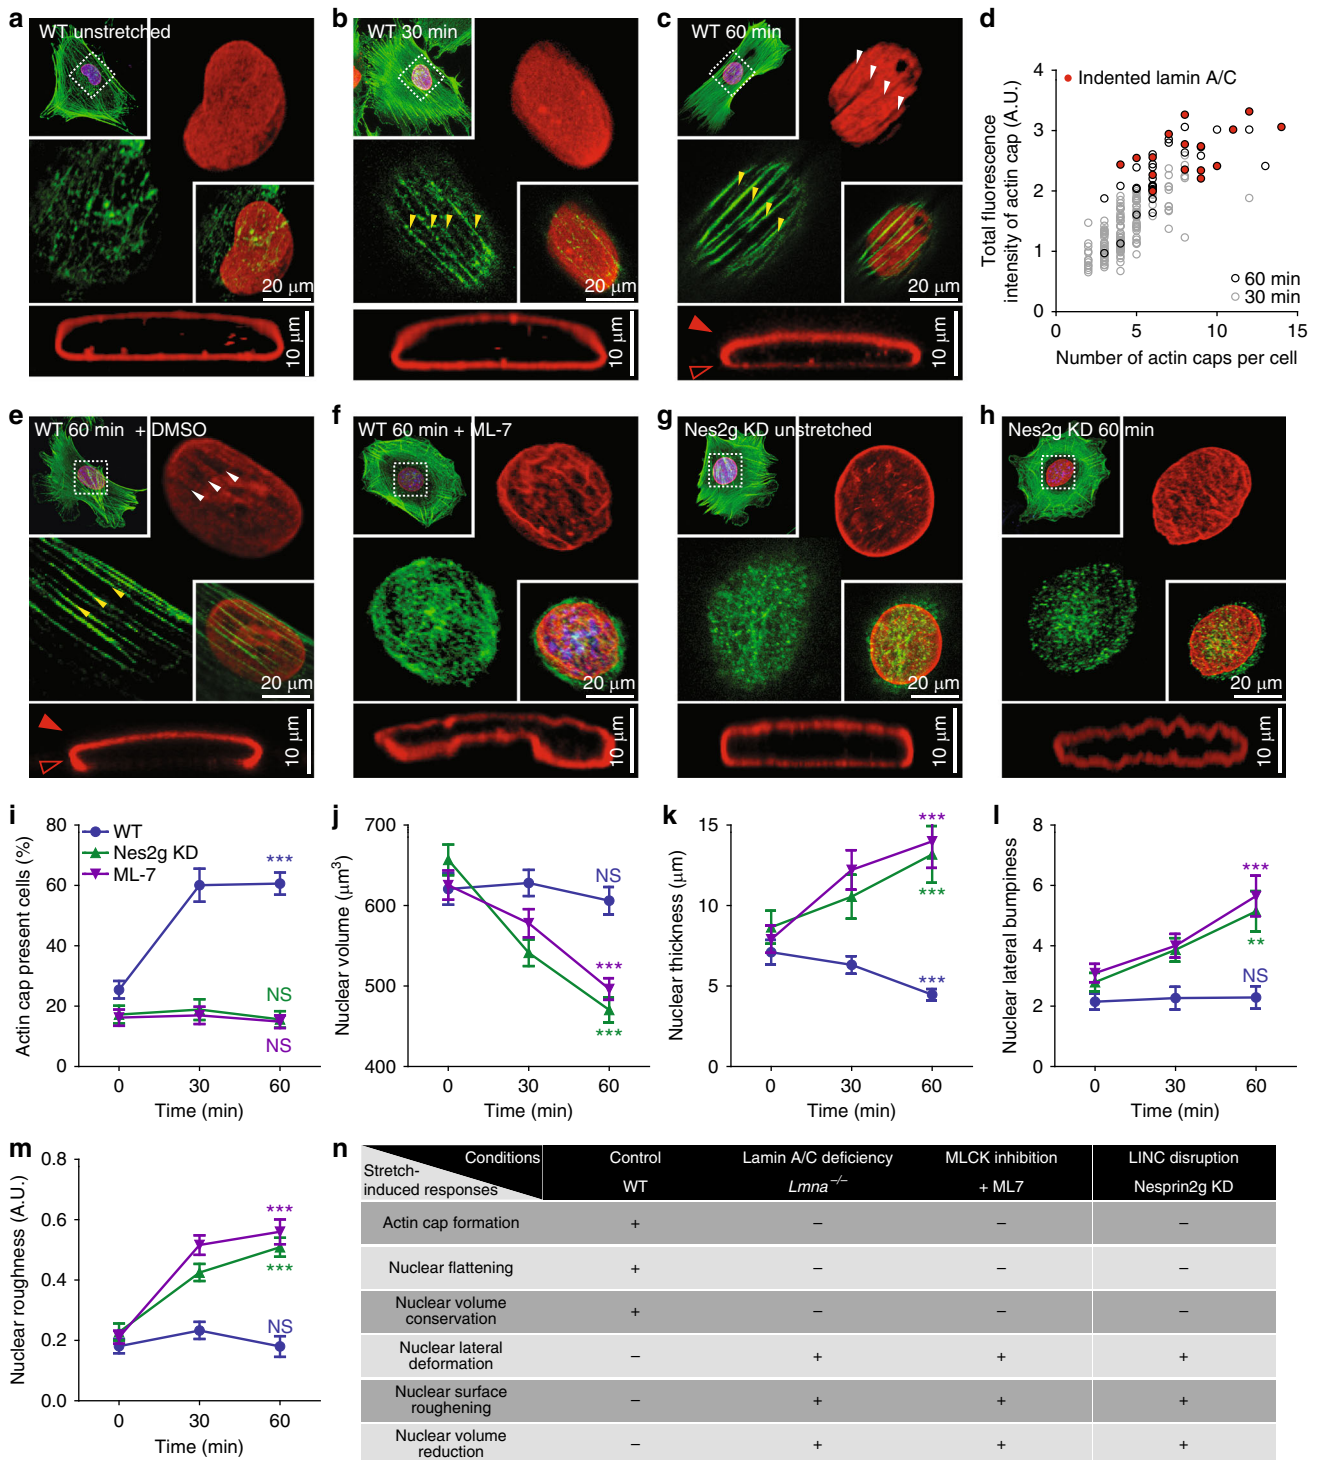 a
WT unstretched
20 μm
10 μm
b
WT 30 min
20 μm
10 μm
c
WT 60 min
20 μm
10 μm
d
Total fluorescence
intensity of actin cap (A.U.)
4
3
2
1
0
Indented lamin A/C
60 min
30 min
0 5 10 15
Number of actin caps per cell
e
WT 60 min + DMSO
20 μm
10 μm
f
WT 60 min + ML-7
20 μm
10 μm
g
Nes2g KD unstretched
20 μm
10 μm
h
Nes2g KD 60 min
20 μm
10 μm
i
Actin cap present cells (%)
80
60
40
20
0
WT
Nes2g KD
ML-7
***
NS
NS
0 30 60
Time (min)
j
Nuclear volume (μm³)
700
600
500
400
NS
***
***
0 30 60
Time (min)
k
Nuclear thickness (μm)
15
10
5
0
***
***
***
0 30 60
Time (min)
l
Nuclear lateral bumpiness
8
6
4
2
0
***
**
NS
0 30 60
Time (min)
m
Nuclear roughness (A.U.)
0.8
0.6
0.4
0.2
0.0
***
***
NS
0 30 60
Time (min)
n
Conditions
Stretch-
induced responses
Control
WT
Lamin A/C deficiency
Lmna⁻/⁻
MLCK inhibition
+ ML7
LINC disruption
Nesprin2g KD
Actin cap formation + – – –
Nuclear flattening + – – –
Nuclear volume
conservation + – – –
Nuclear lateral
deformation – + + +
Nuclear surface
roughening – + + +
Nuclear volume
reduction – + + +